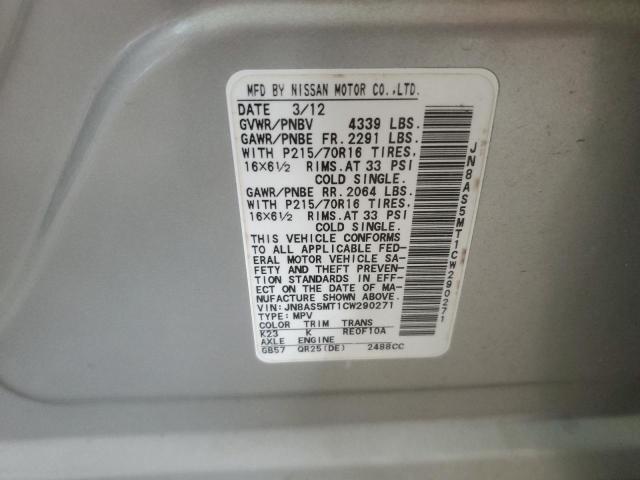 MFD BY NISSAN MOTOR CO.,LTD.
DATE 3/12
GVWR/PNBV 4339 LBS.
GAWR/PNBE FR.2291 LBS.
WITH P215/70R16 TIRES,
16×6½ RIMS.AT 33 PSI
COLD SINGLE.
GAWR/PNBE RR.2064 LBS.
WITH P215/70R16 TIRES,
16×6½ RIMS.AT 33 PSI
COLD SINGLE.
THIS VEHICLE CONFORMS
TO ALL APPLICABLE FED-
ERAL MOTOR VEHICLE SA-
FETY AND THEFT PREVEN-
TION STANDARDS IN EFF-
ECT ON THE DATE OF MA-
NUFACTURE SHOWN ABOVE.
VIN:JN8AS5MT1CW290271
TYPE:MPV
COLOR TRIM TRANS
K23 K RE0F10A
AXLE ENGINE
GB57 QR25(DE) 2488CC
JN8AS5MT1CW290271